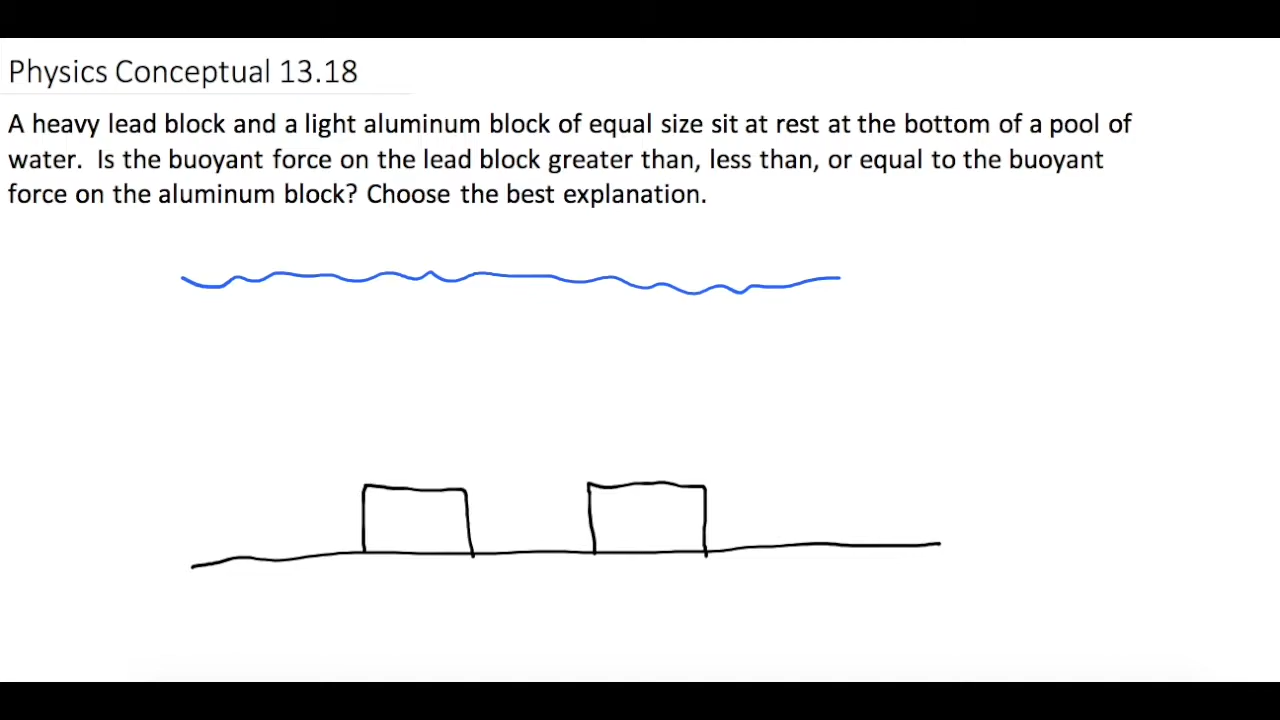 Physics Conceptual 13.18
A heavy lead block and a light aluminum block of equal size sit at rest at the bottom of a pool of
water. Is the buoyant force on the lead block greater than, less than, or equal to the buoyant
force on the aluminum block? Choose the best explanation.